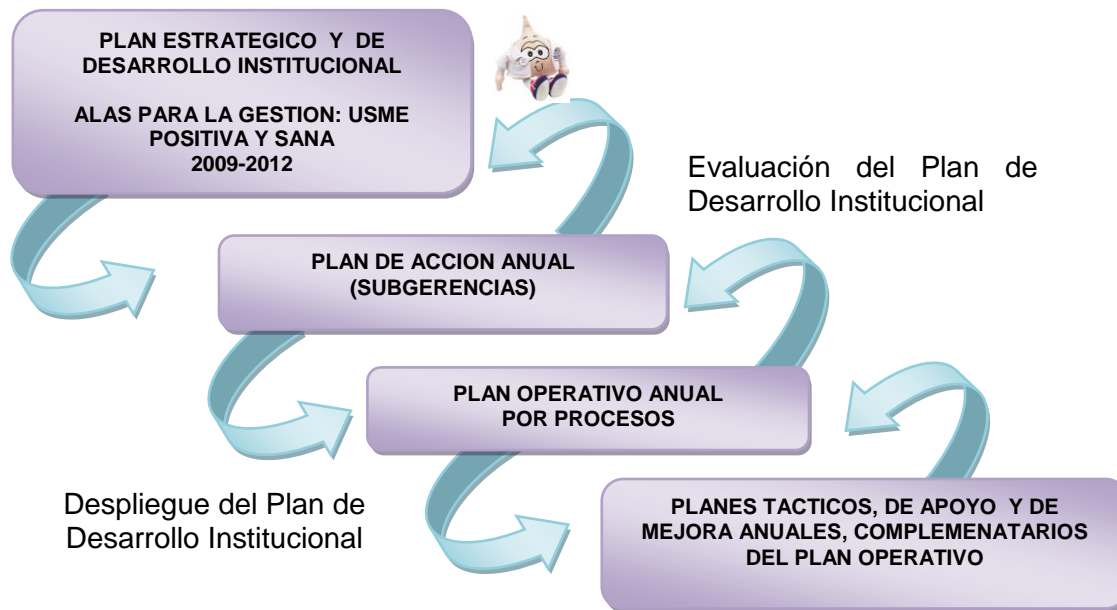 PLAN ESTRATEGICO Y DE
DESARROLLO INSTITUCIONAL
ALAS PARA LA GESTION: USME
POSITIVA Y SANA
2009-2012
Evaluación del Plan de
Desarrollo Institucional
PLAN DE ACCION ANUAL
(SUBGERENCIAS)
PLAN OPERATIVO ANUAL
POR PROCESOS
Despliegue del Plan de
Desarrollo Institucional
PLANES TACTICOS, DE APOYO Y DE
MEJORA ANUALES, COMPLEMENATARIOS
DEL PLAN OPERATIVO